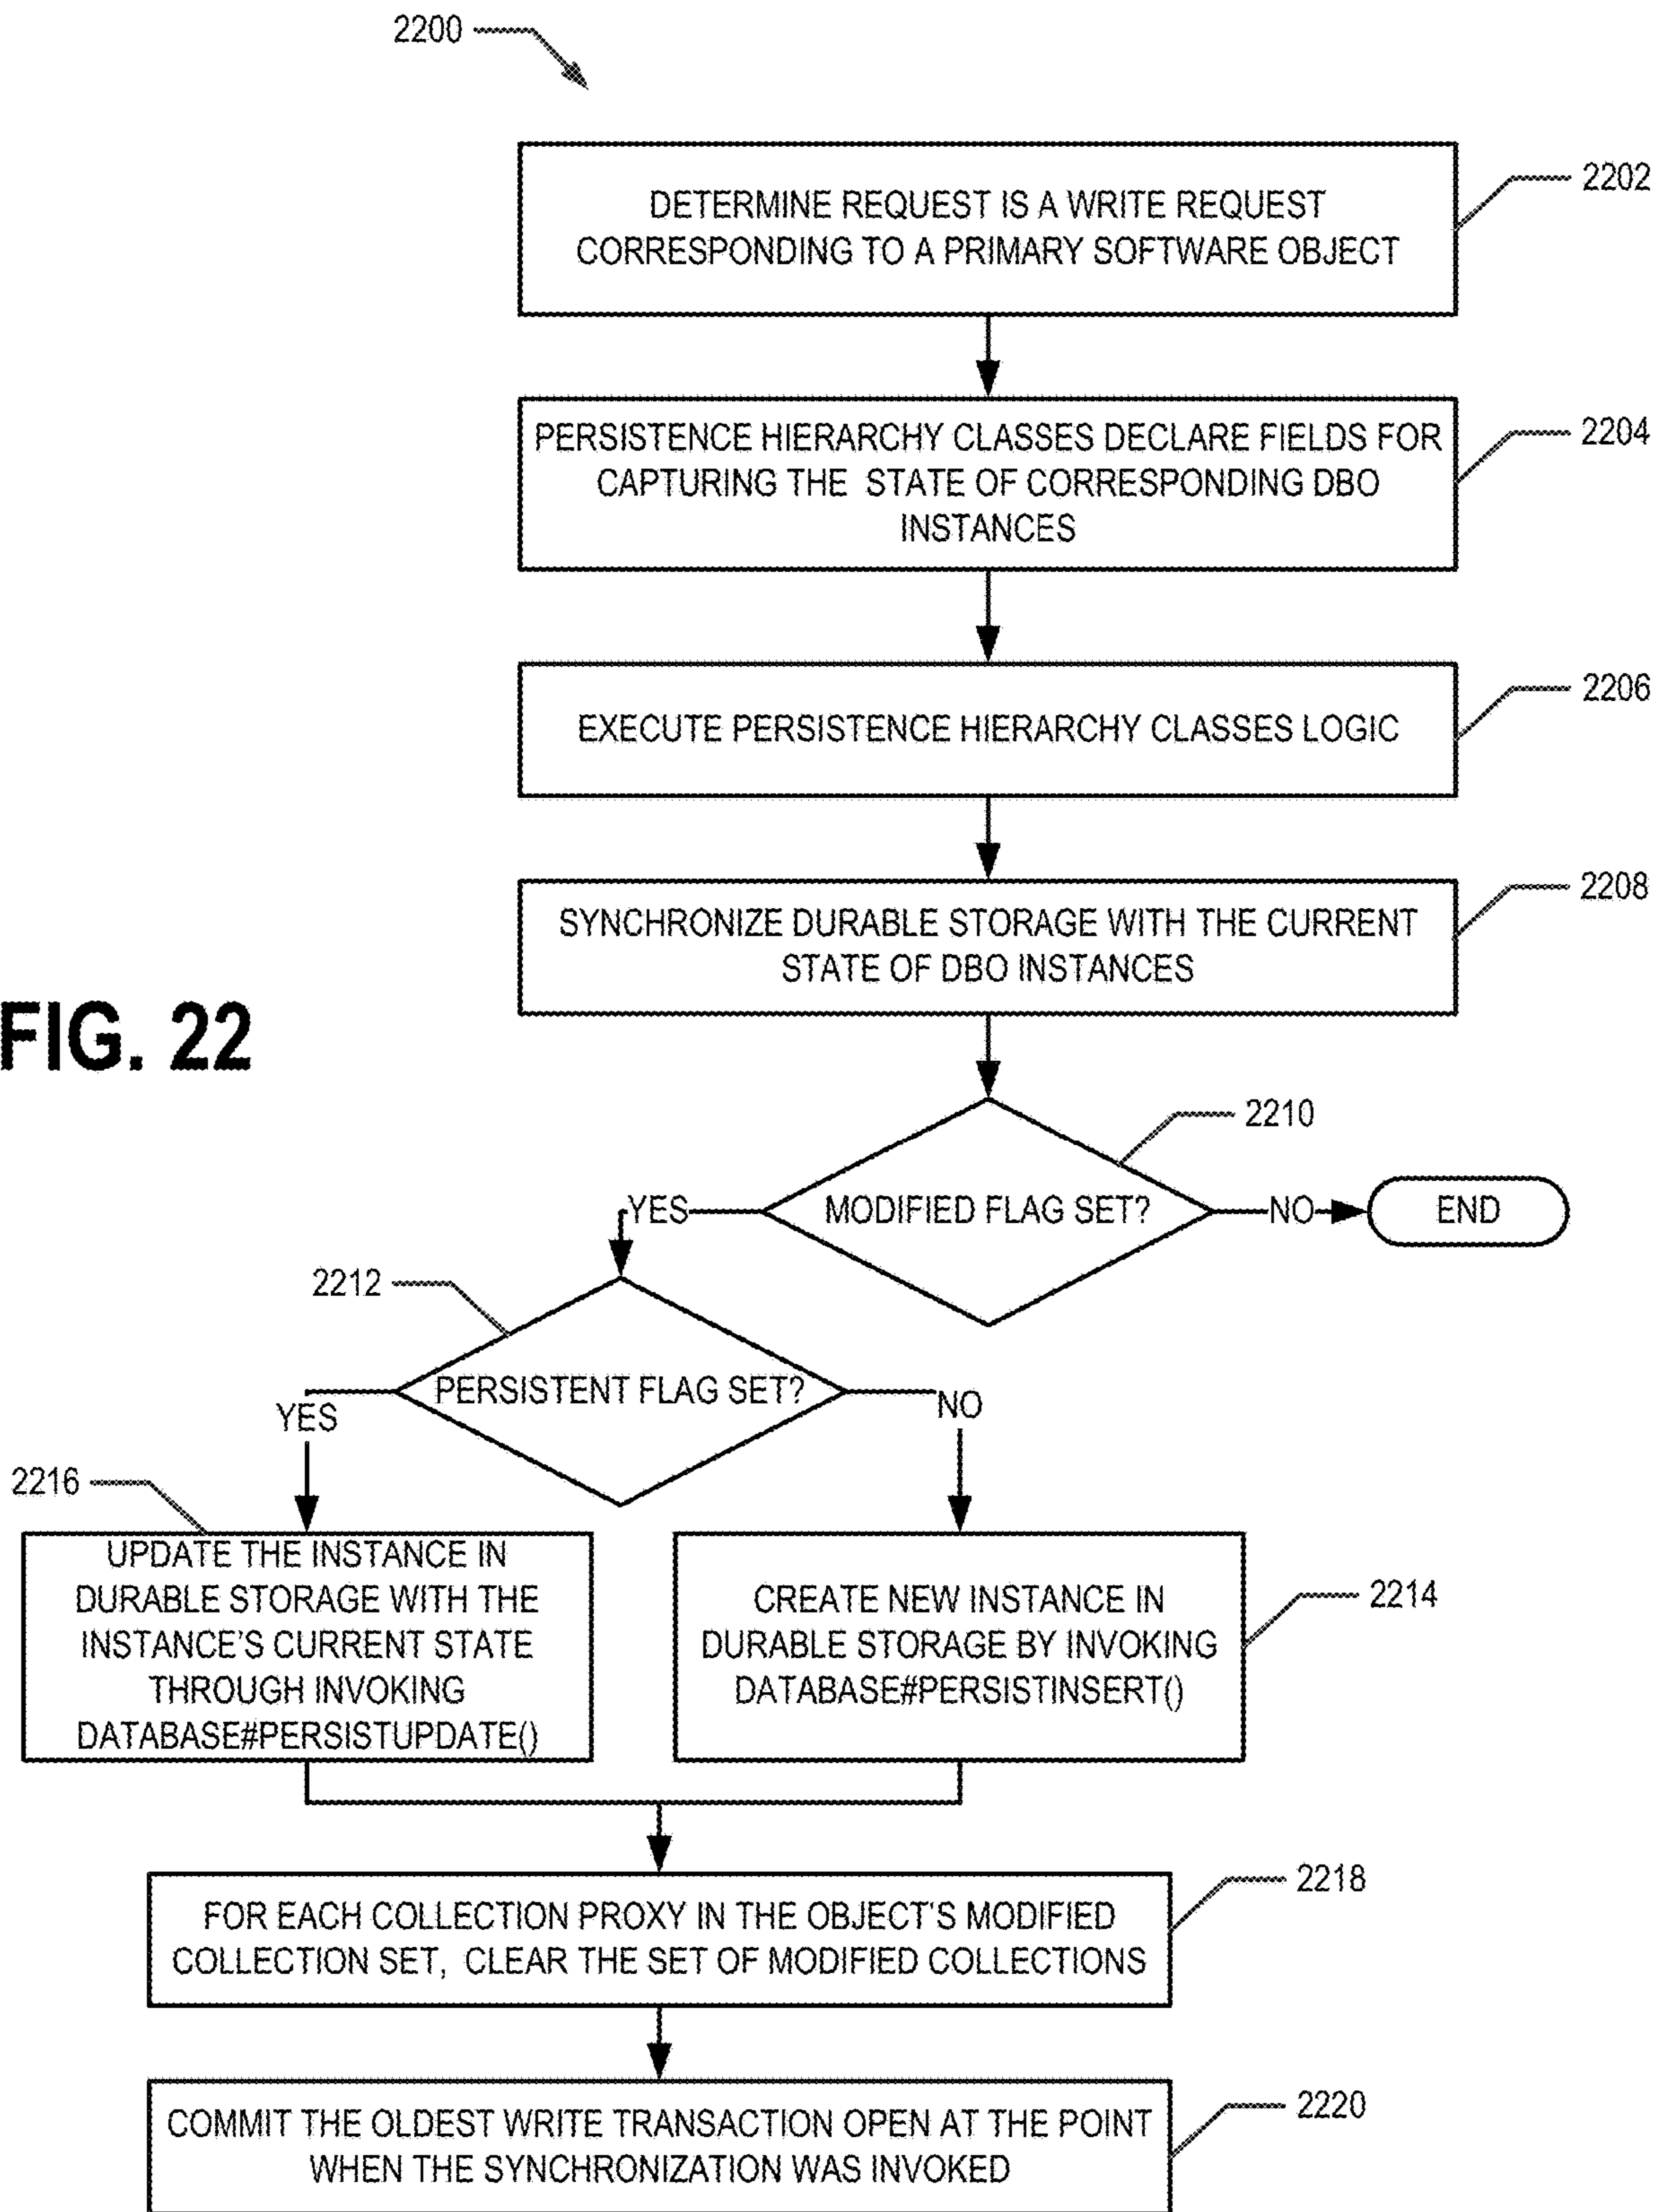 2200
DETERMINE REQUEST IS A WRITE REQUEST
CORRESPONDING TO A PRIMARY SOFTWARE OBJECT
2202
PERSISTENCE HIERARCHY CLASSES DECLARE FIELDS FOR
CAPTURING THE STATE OF CORRESPONDING DBO
INSTANCES
2204
EXECUTE PERSISTENCE HIERARCHY CLASSES LOGIC
2206
SYNCHRONIZE DURABLE STORAGE WITH THE CURRENT
STATE OF DBO INSTANCES
2208
FIG. 22
2210
YES
MODIFIED FLAG SET?
NO
END
2212
PERSISTENT FLAG SET?
YES
NO
2216
UPDATE THE INSTANCE IN
DURABLE STORAGE WITH THE
INSTANCE'S CURRENT STATE
THROUGH INVOKING
DATABASE#PERSISTUPDATE()
CREATE NEW INSTANCE IN
DURABLE STORAGE BY INVOKING
DATABASE#PERSISTINSERT()
2214
FOR EACH COLLECTION PROXY IN THE OBJECT'S MODIFIED
COLLECTION SET, CLEAR THE SET OF MODIFIED COLLECTIONS
2218
COMMIT THE OLDEST WRITE TRANSACTION OPEN AT THE POINT
WHEN THE SYNCHRONIZATION WAS INVOKED
2220